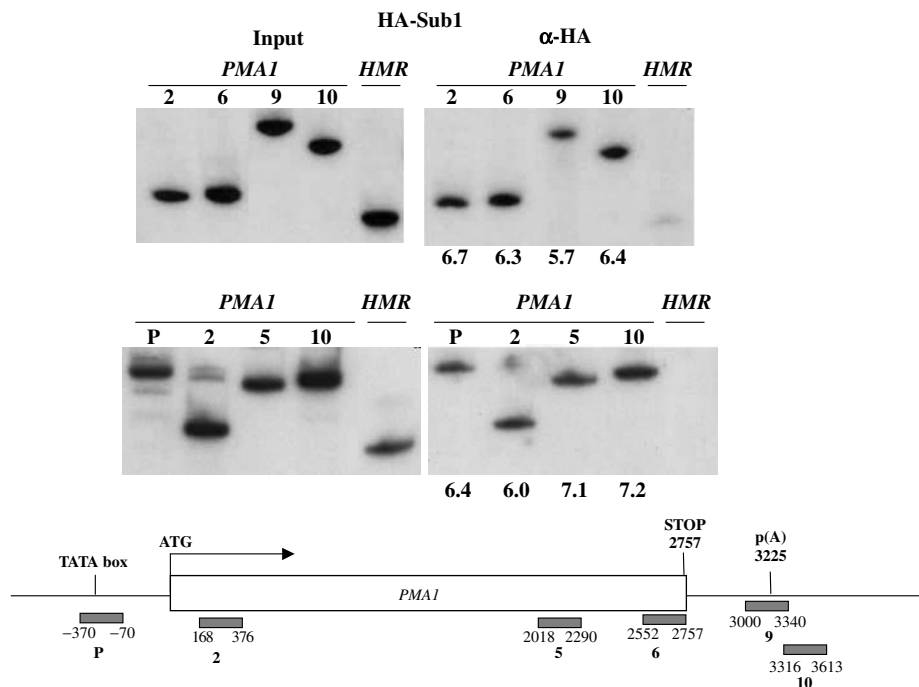 HA-Sub1
Input α-HA
PMA1 HMR PMA1 HMR
2 6 9 10 2 6 9 10
6.7 6.3 5.7 6.4
PMA1 HMR PMA1 HMR
P 2 5 10 P 2 5 10
6.4 6.0 7.1 7.2
STOP
2757
p(A)
3225
ATG
TATA box
PMA1
−370 −70
P
168 376
2
2018 2290
5
2552 2757
6
3000 3340
9
3316 3613
10